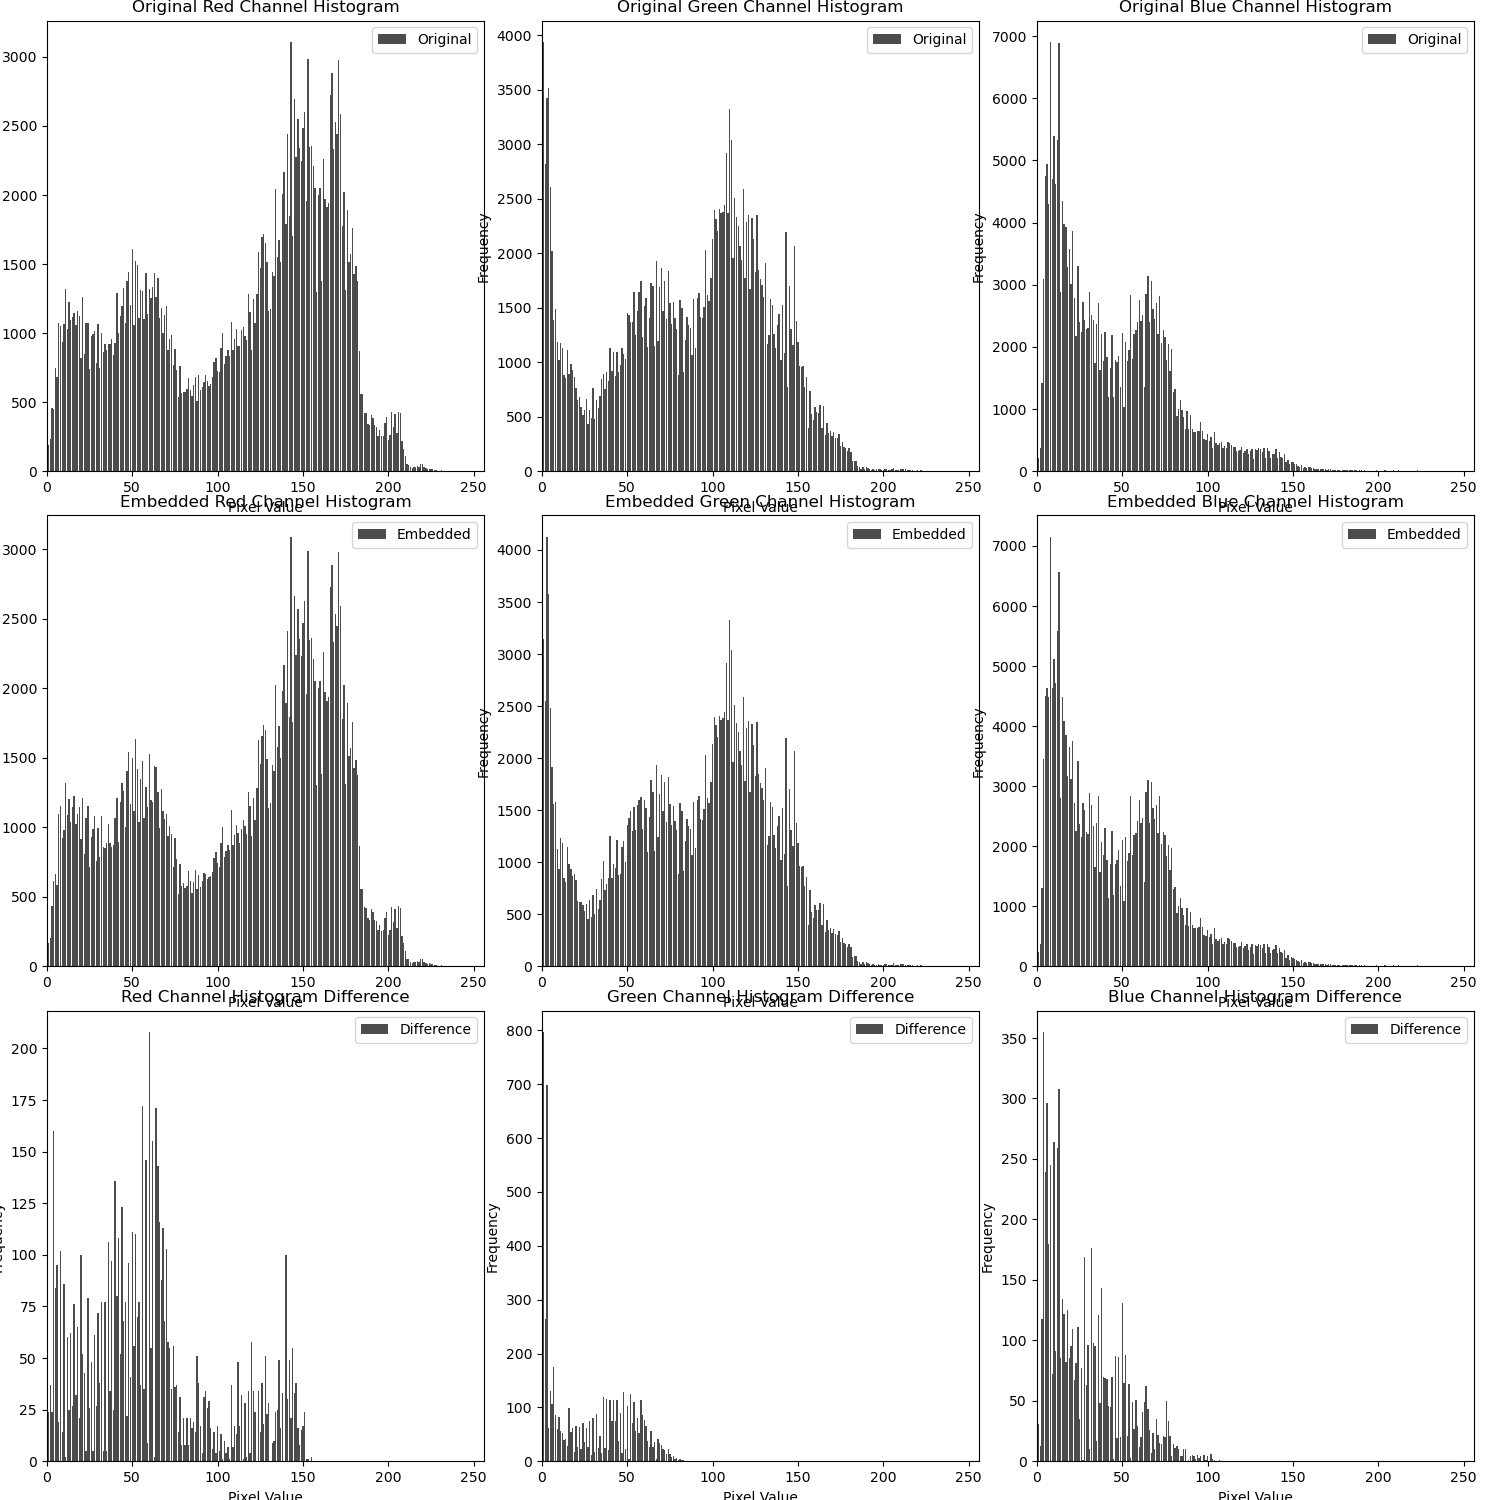 Original Red Channel Histogram
Original
3000
2500
2000
1500
1000
500
0
0 50 100 150 200 250
Pixel Value
Original Green Channel Histogram
Original
Frequency
4000
3500
3000
2500
2000
1500
1000
500
0
0 50 100 150 200 250
Pixel Value
Original Blue Channel Histogram
Original
Frequency
7000
6000
5000
4000
3000
2000
1000
0
0 50 100 150 200 250
Pixel Value
Embedded Red Channel Histogram
Embedded
3000
2500
2000
1500
1000
500
0
0 50 100 150 200 250
Pixel Value
Embedded Green Channel Histogram
Embedded
Frequency
4000
3500
3000
2500
2000
1500
1000
500
0
0 50 100 150 200 250
Pixel Value
Embedded Blue Channel Histogram
Embedded
Frequency
7000
6000
5000
4000
3000
2000
1000
0
0 50 100 150 200 250
Pixel Value
Red Channel Histogram Difference
Difference
Frequency
200
175
150
125
100
75
50
25
0
0 50 100 150 200 250
Pixel Value
Green Channel Histogram Difference
Difference
Frequency
800
700
600
500
400
300
200
100
0
0 50 100 150 200 250
Pixel Value
Blue Channel Histogram Difference
Difference
Frequency
350
300
250
200
150
100
50
0
0 50 100 150 200 250
Pixel Value